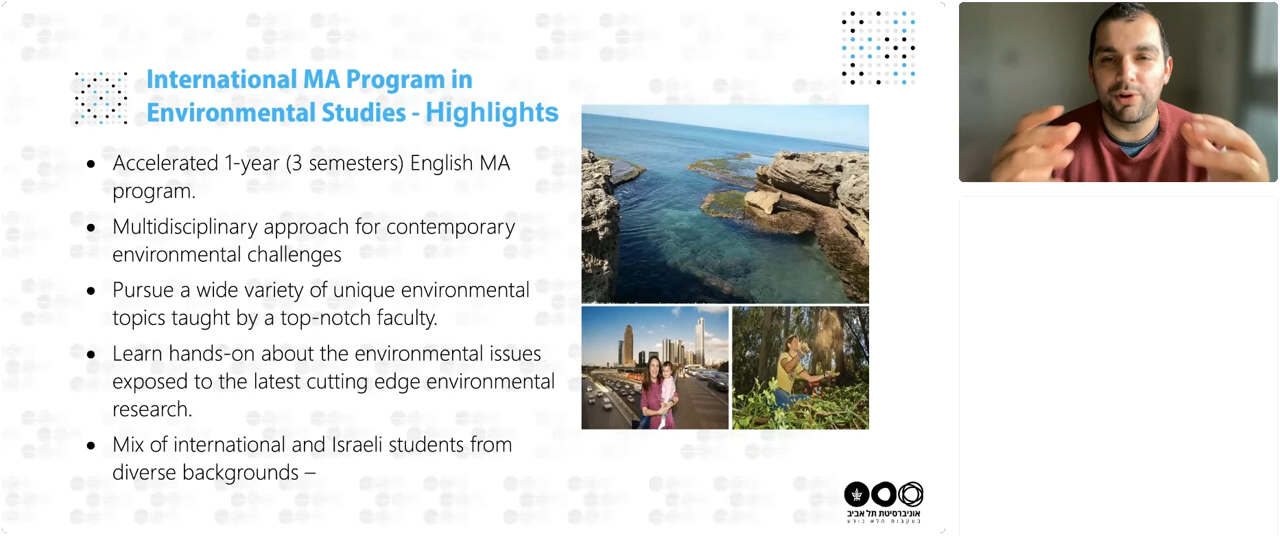 International MA Program in
Environmental Studies - Highlights
• Accelerated 1-year (3 semesters) English MA
program.
• Multidisciplinary approach for contemporary
environmental challenges
• Pursue a wide variety of unique environmental
topics taught by a top-notch faculty.
• Learn hands-on about the environmental issues
exposed to the latest cutting edge environmental
research.
• Mix of international and Israeli students from
diverse backgrounds –
אוניברסיטת תל אביב
בעקבות הלא נודע